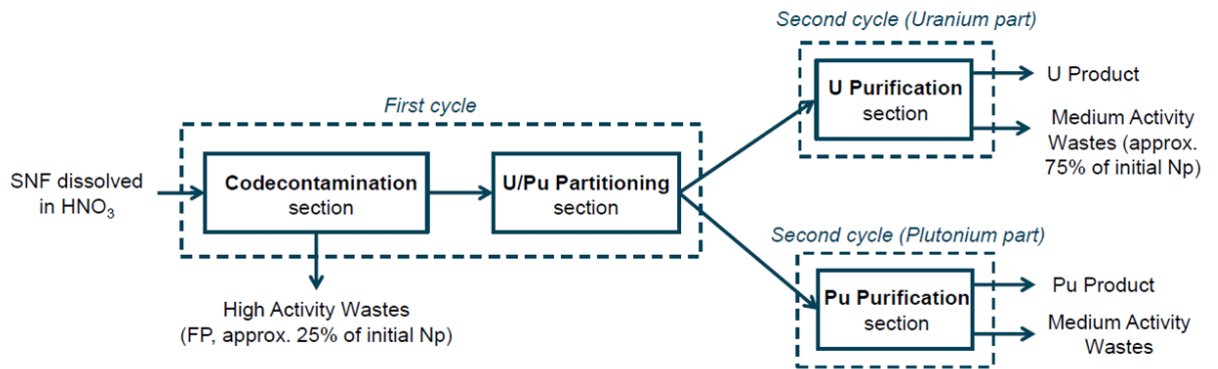 Second cycle (Uranium part)
U Purification
section
U Product
Medium Activity
Wastes (approx.
75% of initial Np)
First cycle
SNF dissolved
in HNO₃
Codecontamination
section
U/Pu Partitioning
section
High Activity Wastes
(FP, approx. 25% of initial Np)
Second cycle (Plutonium part)
Pu Purification
section
Pu Product
Medium Activity
Wastes